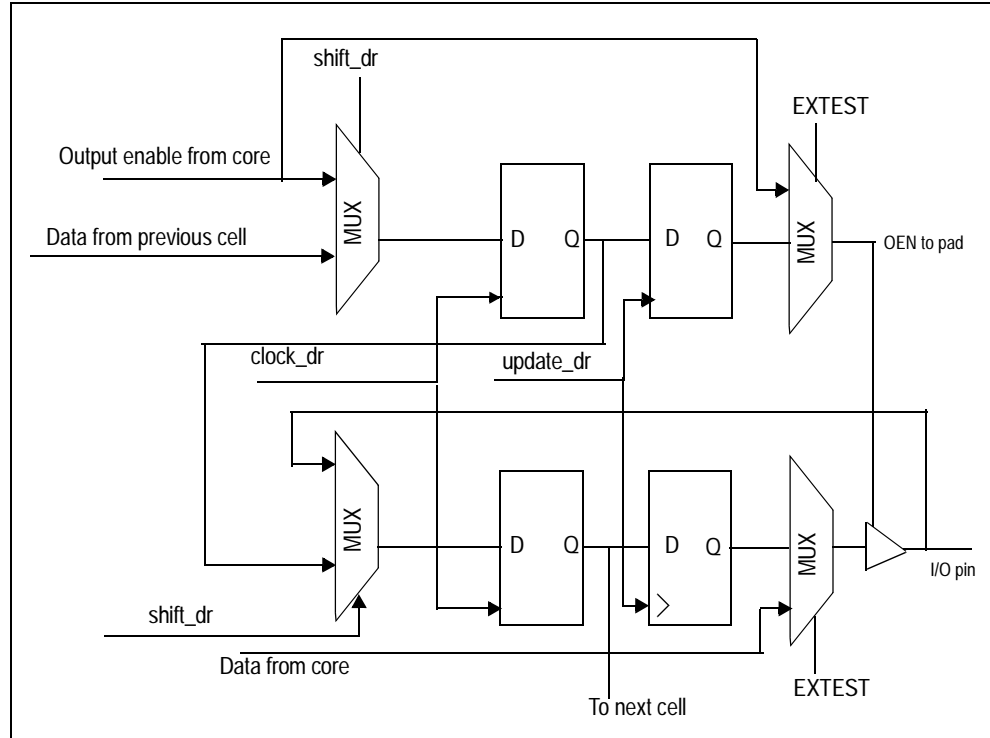 shift_dr
EXTEST
Output enable from core
MUX
MUX
Data from previous cell
D Q
D Q
OEN to pad
clock_dr
update_dr
MUX
D Q
D Q
MUX
I/O pin
shift_dr
Data from core
EXTEST
To next cell